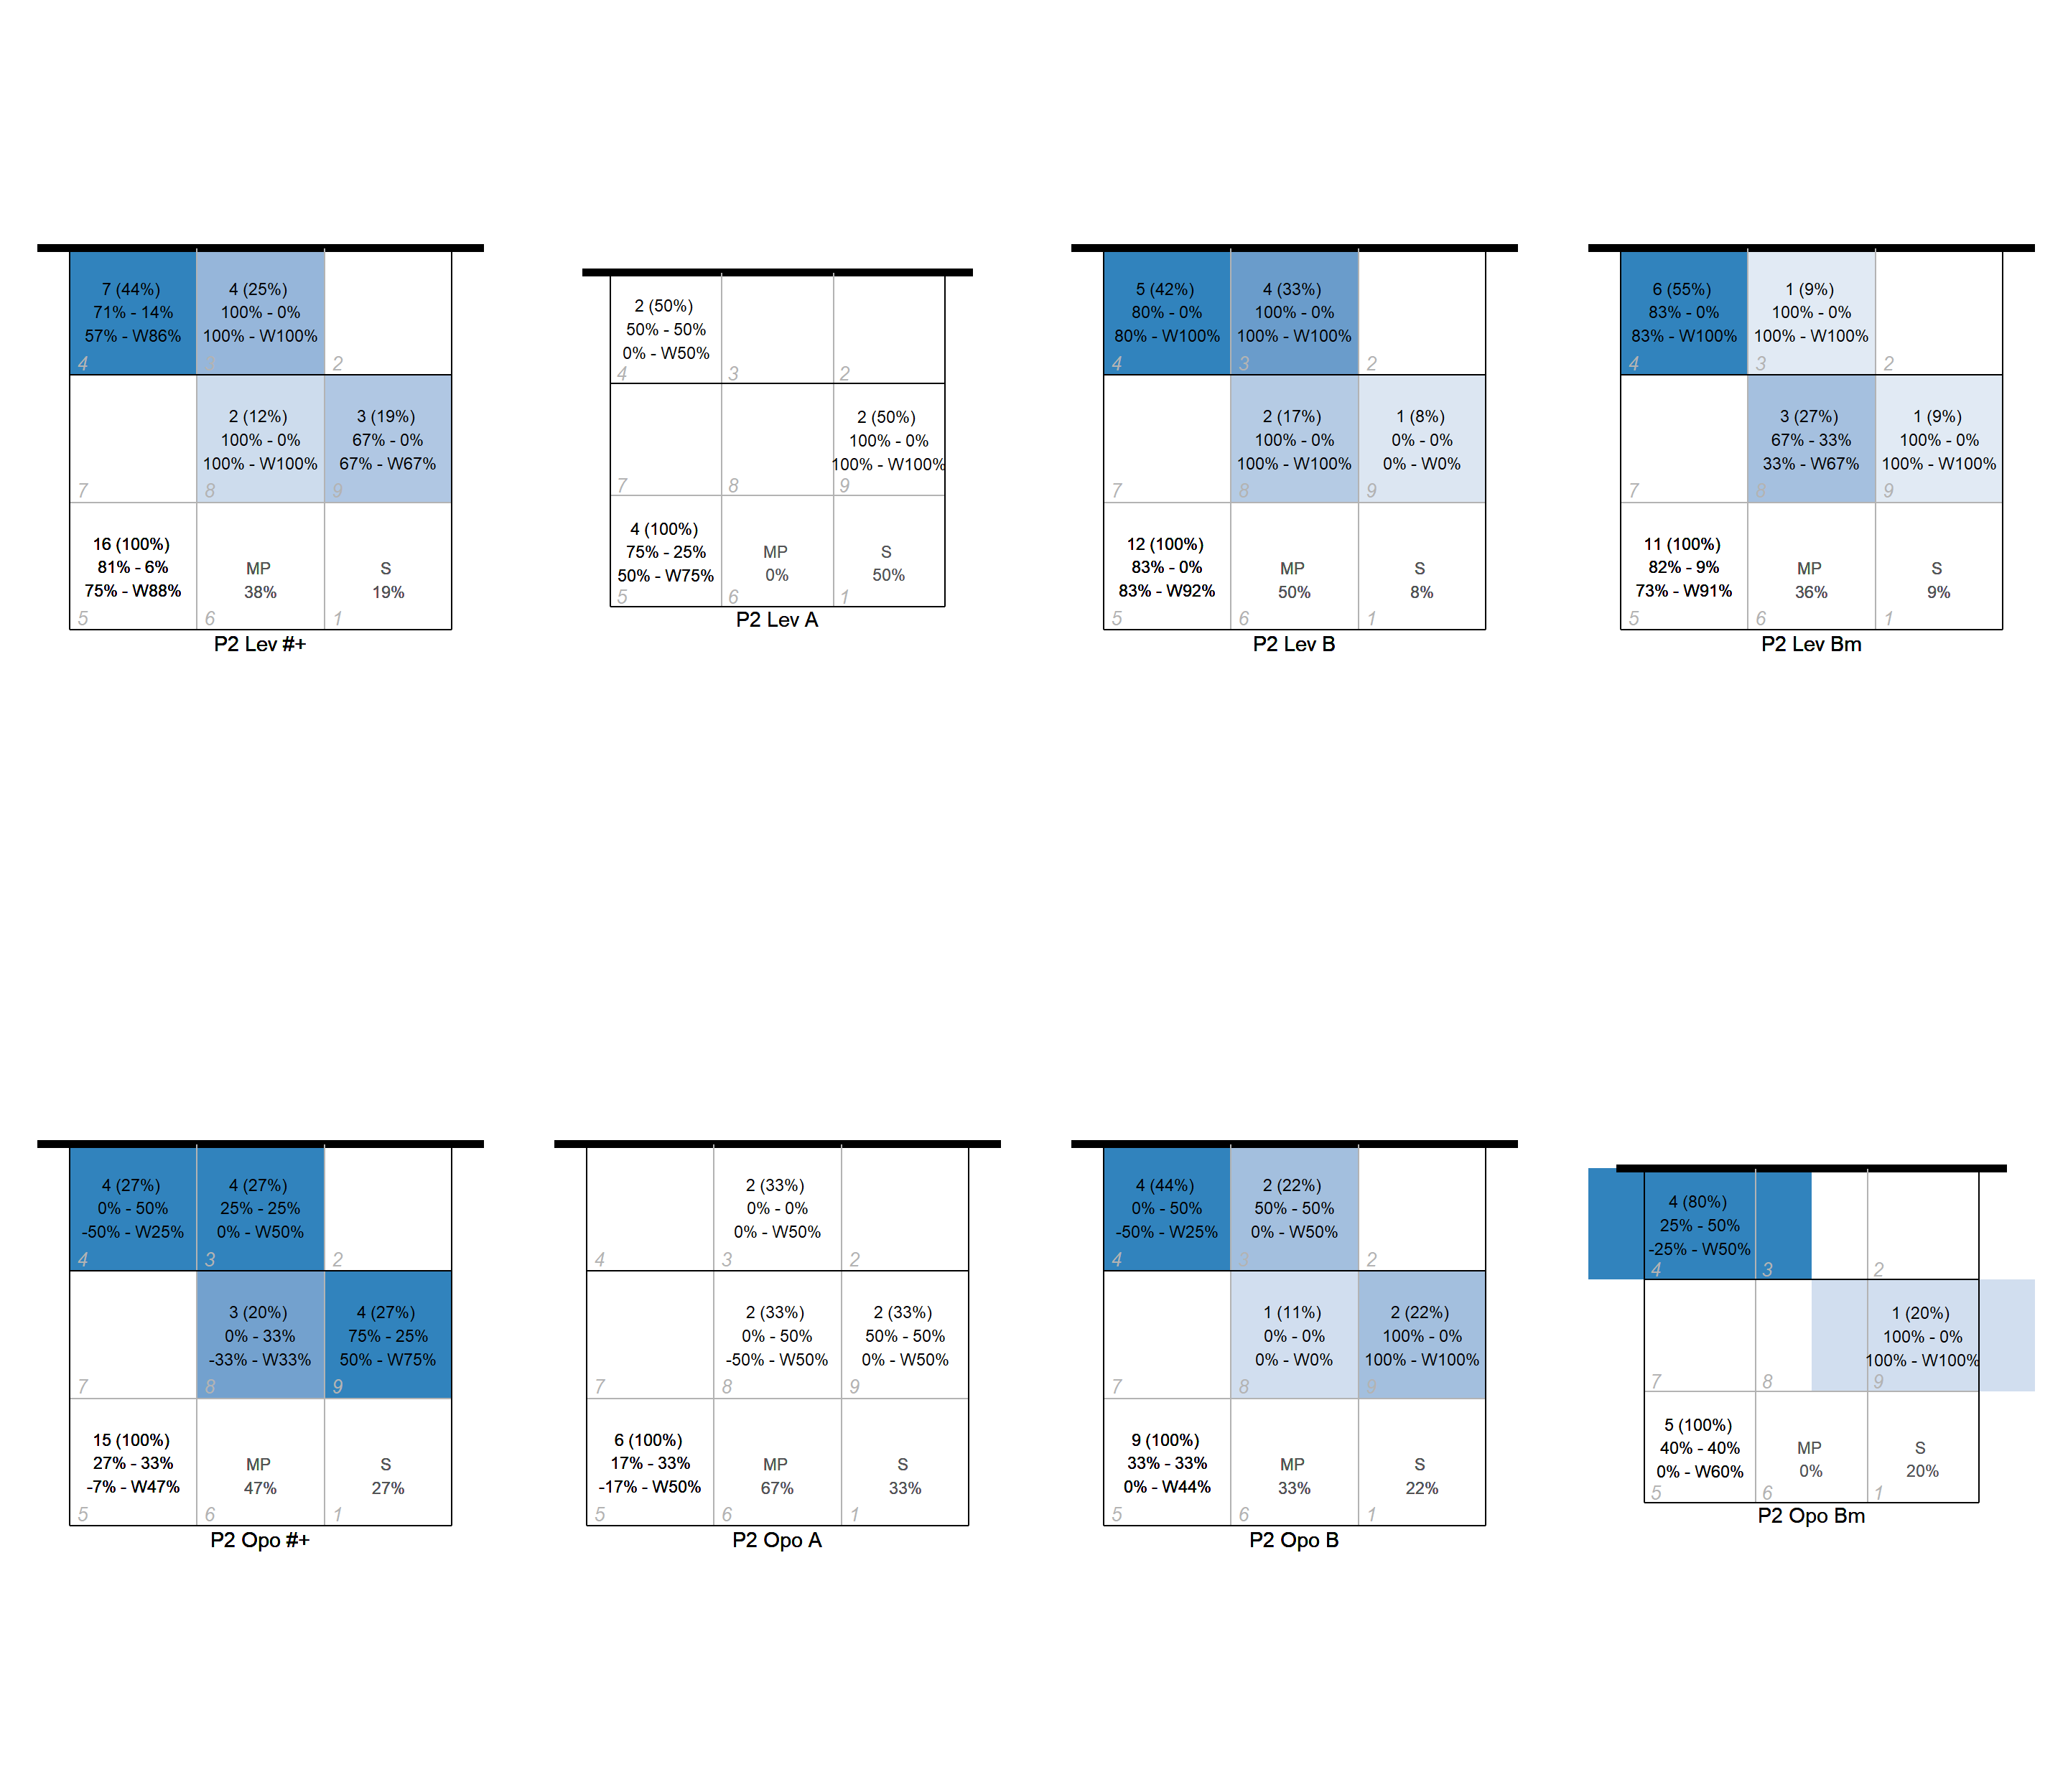 7 (44%)
71% - 14%
57% - W86%
4
4 (25%)
100% - 0%
100% - W100%
2
7
2 (12%)
100% - 0%
100% - W100%
8
3 (19%)
67% - 0%
67% - W67%
9
16 (100%)
81% - 6%
75% - W88%
5
MP
38%
6
S
19%
1
P2 Lev #+
2 (50%)
50% - 50%
0% - W50%
4
3
2
7
8
2 (50%)
100% - 0%
100% - W100%
9
4 (100%)
75% - 25%
50% - W75%
5
MP
0%
6
S
50%
1
P2 Lev A
5 (42%)
80% - 0%
80% - W100%
4
4 (33%)
100% - 0%
100% - W100%
3
2
7
2 (17%)
100% - 0%
100% - W100%
8
1 (8%)
0% - 0%
0% - W0%
9
12 (100%)
83% - 0%
83% - W92%
5
MP
50%
6
S
8%
1
P2 Lev B
6 (55%)
83% - 0%
83% - W100%
4
1 (9%)
100% - 0%
100% - W100%
3
2
7
3 (27%)
67% - 33%
33% - W67%
8
1 (9%)
100% - 0%
100% - W100%
9
11 (100%)
82% - 9%
73% - W91%
5
MP
36%
6
S
9%
1
P2 Lev Bm
4 (27%)
0% - 50%
-50% - W25%
4
4 (27%)
25% - 25%
0% - W50%
3
2
7
3 (20%)
0% - 33%
-33% - W33%
8
4 (27%)
75% - 25%
50% - W75%
9
15 (100%)
27% - 33%
-7% - W47%
5
MP
47%
6
S
27%
1
P2 Opo #+
4
2 (33%)
0% - 0%
0% - W50%
3
2
7
2 (33%)
0% - 50%
-50% - W50%
8
2 (33%)
50% - 50%
0% - W50%
9
6 (100%)
17% - 33%
-17% - W50%
5
MP
67%
6
S
33%
1
P2 Opo A
4 (44%)
0% - 50%
-50% - W25%
4
2 (22%)
50% - 50%
0% - W50%
3
2
7
1 (11%)
0% - 0%
0% - W0%
8
2 (22%)
100% - 0%
100% - W100%
9
9 (100%)
33% - 33%
0% - W44%
5
MP
33%
6
S
22%
1
P2 Opo B
4 (80%)
25% - 50%
-25% - W50%
4
3
2
7
8
1 (20%)
100% - 0%
100% - W100%
9
5 (100%)
40% - 40%
0% - W60%
5
MP
0%
6
S
20%
1
P2 Opo Bm